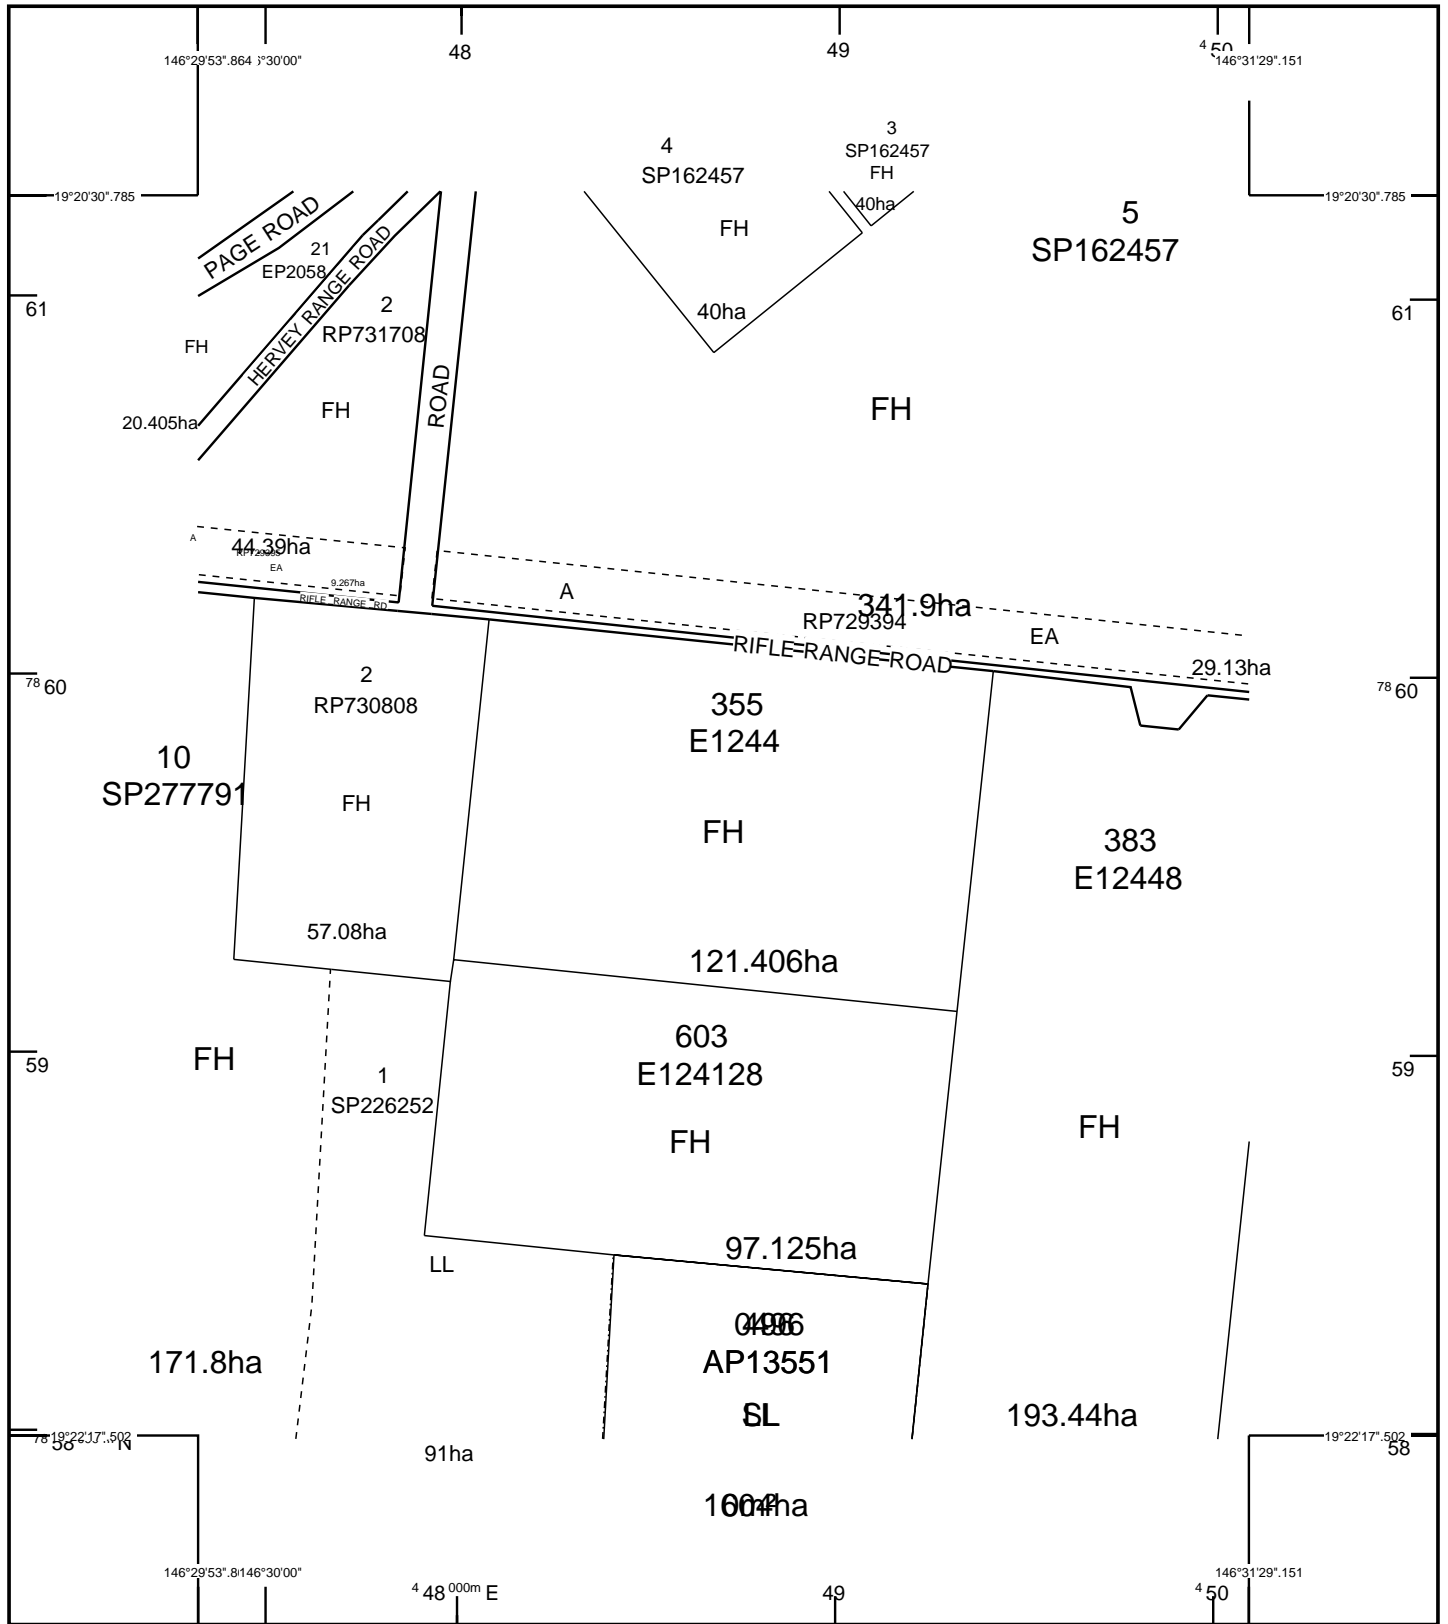 48
49
4 50
146°29'53".864
146°31'29".151
4
SP162457
FH
40ha
3
SP162457
FH
40ha
5
SP162457
FH
341.9ha
19°20'30".785
19°20'30".785
PAGE ROAD
21
EP2058
FH
20.405ha
HERVEY RANGE ROAD
2
RP731708
FH
44.39ha
ROAD
61
61
A
EA
9.267ha
RIFLE RANGE RD
A
RP729394
EA
29.13ha
RIFLE RANGE ROAD
78 60
78 60
2
RP730808
FH
57.08ha
355
E1244
FH
121.406ha
10
SP277791
FH
171.8ha
383
E12448
FH
193.44ha
603
E124128
FH
97.125ha
59
59
1
SP226252
LL
91ha
AP13551
19°22'17".502
19°22'17".502
58
58
146°30'00"
146°31'29".151
4 48 000m E
49
4 50